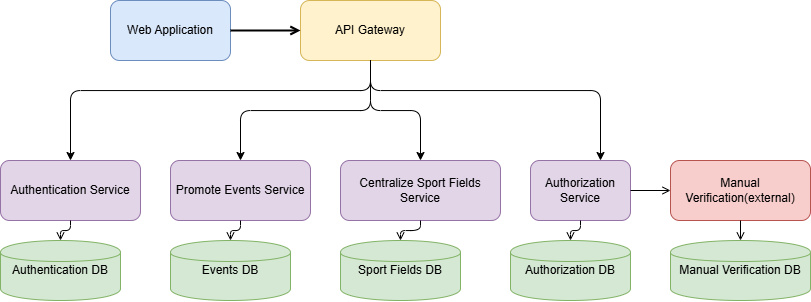 Web Application
API Gateway
Authentication Service
Promote Events Service
Centralize Sport Fields
Service
Authorization
Service
Manual
Verification(external)
Authentication DB
Events DB
Sport Fields DB
Authorization DB
Manual Verification DB